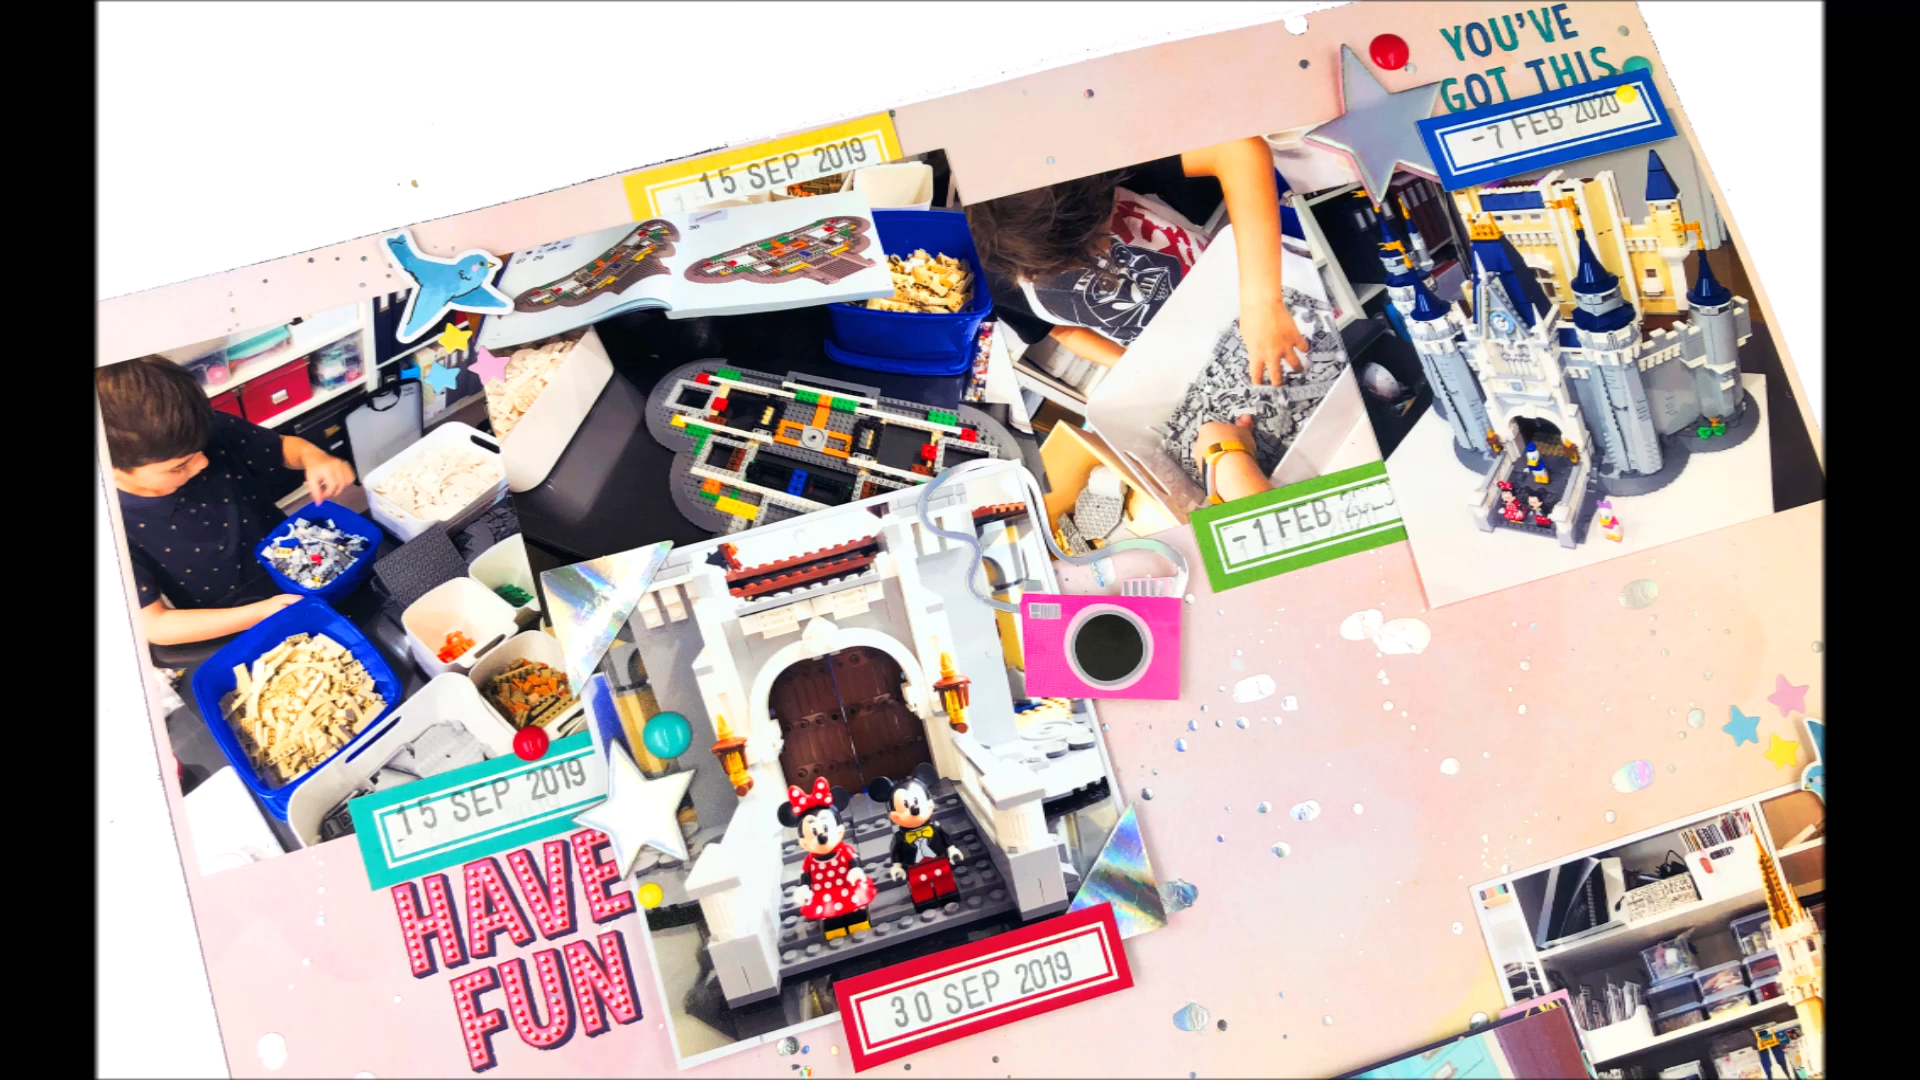 YOU'VE
GOT THIS
-7 FEB 2020
15 SEP 2019
-1 FEB
15 SEP 2019
HAVE
FUN
30 SEP 2019